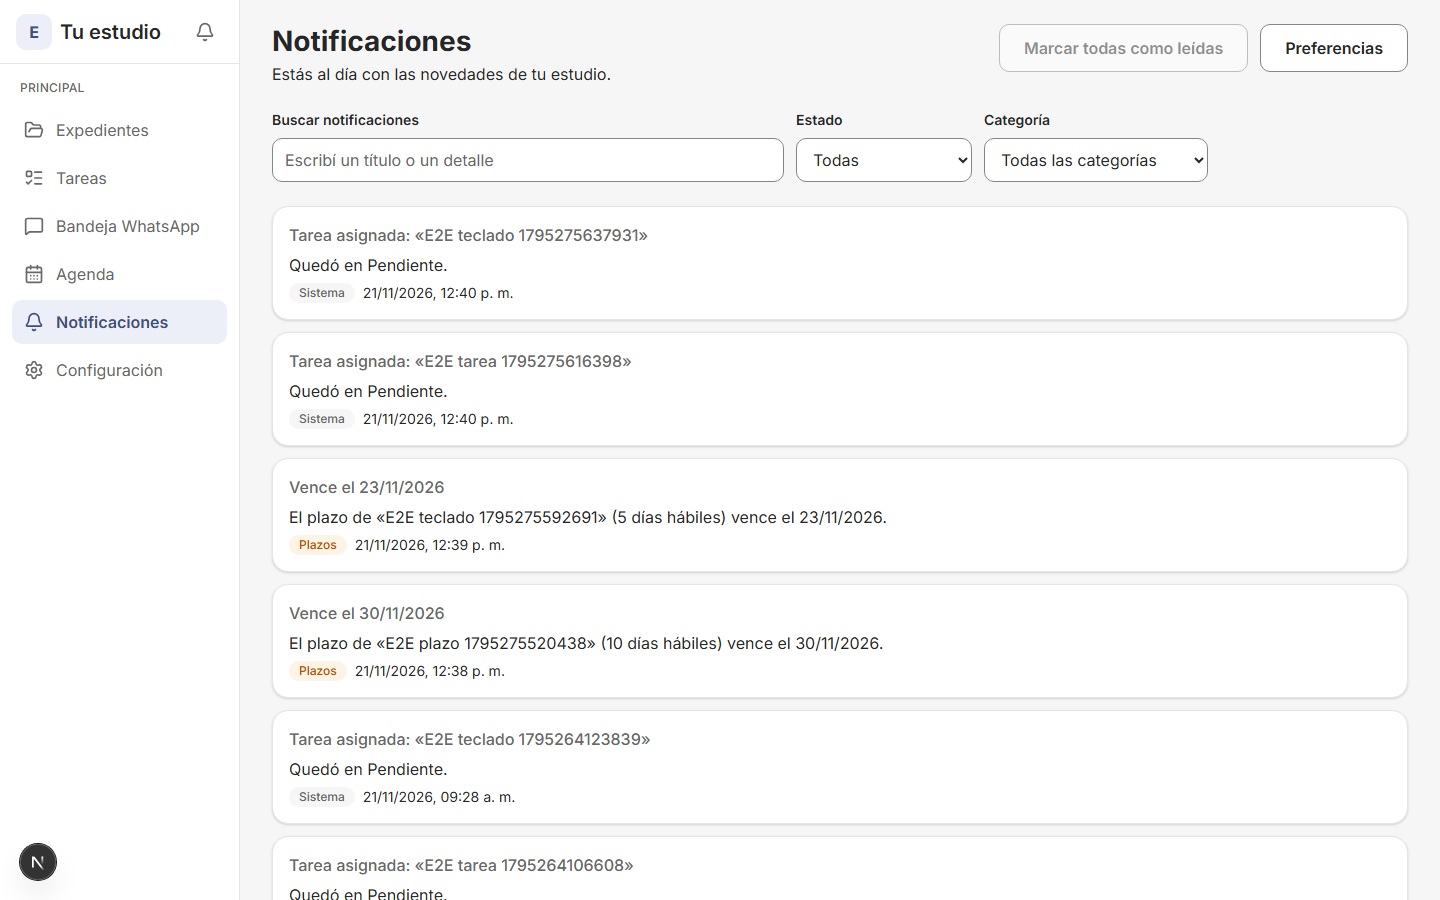 E Tu estudio
PRINCIPAL
Expedientes
Tareas
Bandeja WhatsApp
Agenda
Notificaciones
Configuración
N
Notificaciones
Estás al día con las novedades de tu estudio.
Marcar todas como leídas
Preferencias
Buscar notificaciones
Escribí un título o un detalle
Estado
Todas
Categoría
Todas las categorías
Tarea asignada: «E2E teclado 1795275637931»
Quedó en Pendiente.
Sistema 21/11/2026, 12:40 p. m.
Tarea asignada: «E2E tarea 1795275616398»
Quedó en Pendiente.
Sistema 21/11/2026, 12:40 p. m.
Vence el 23/11/2026
El plazo de «E2E teclado 1795275592691» (5 días hábiles) vence el 23/11/2026.
Plazos 21/11/2026, 12:39 p. m.
Vence el 30/11/2026
El plazo de «E2E plazo 1795275520438» (10 días hábiles) vence el 30/11/2026.
Plazos 21/11/2026, 12:38 p. m.
Tarea asignada: «E2E teclado 1795264123839»
Quedó en Pendiente.
Sistema 21/11/2026, 09:28 a. m.
Tarea asignada: «E2E tarea 1795264106608»
Quedó en Pendiente.